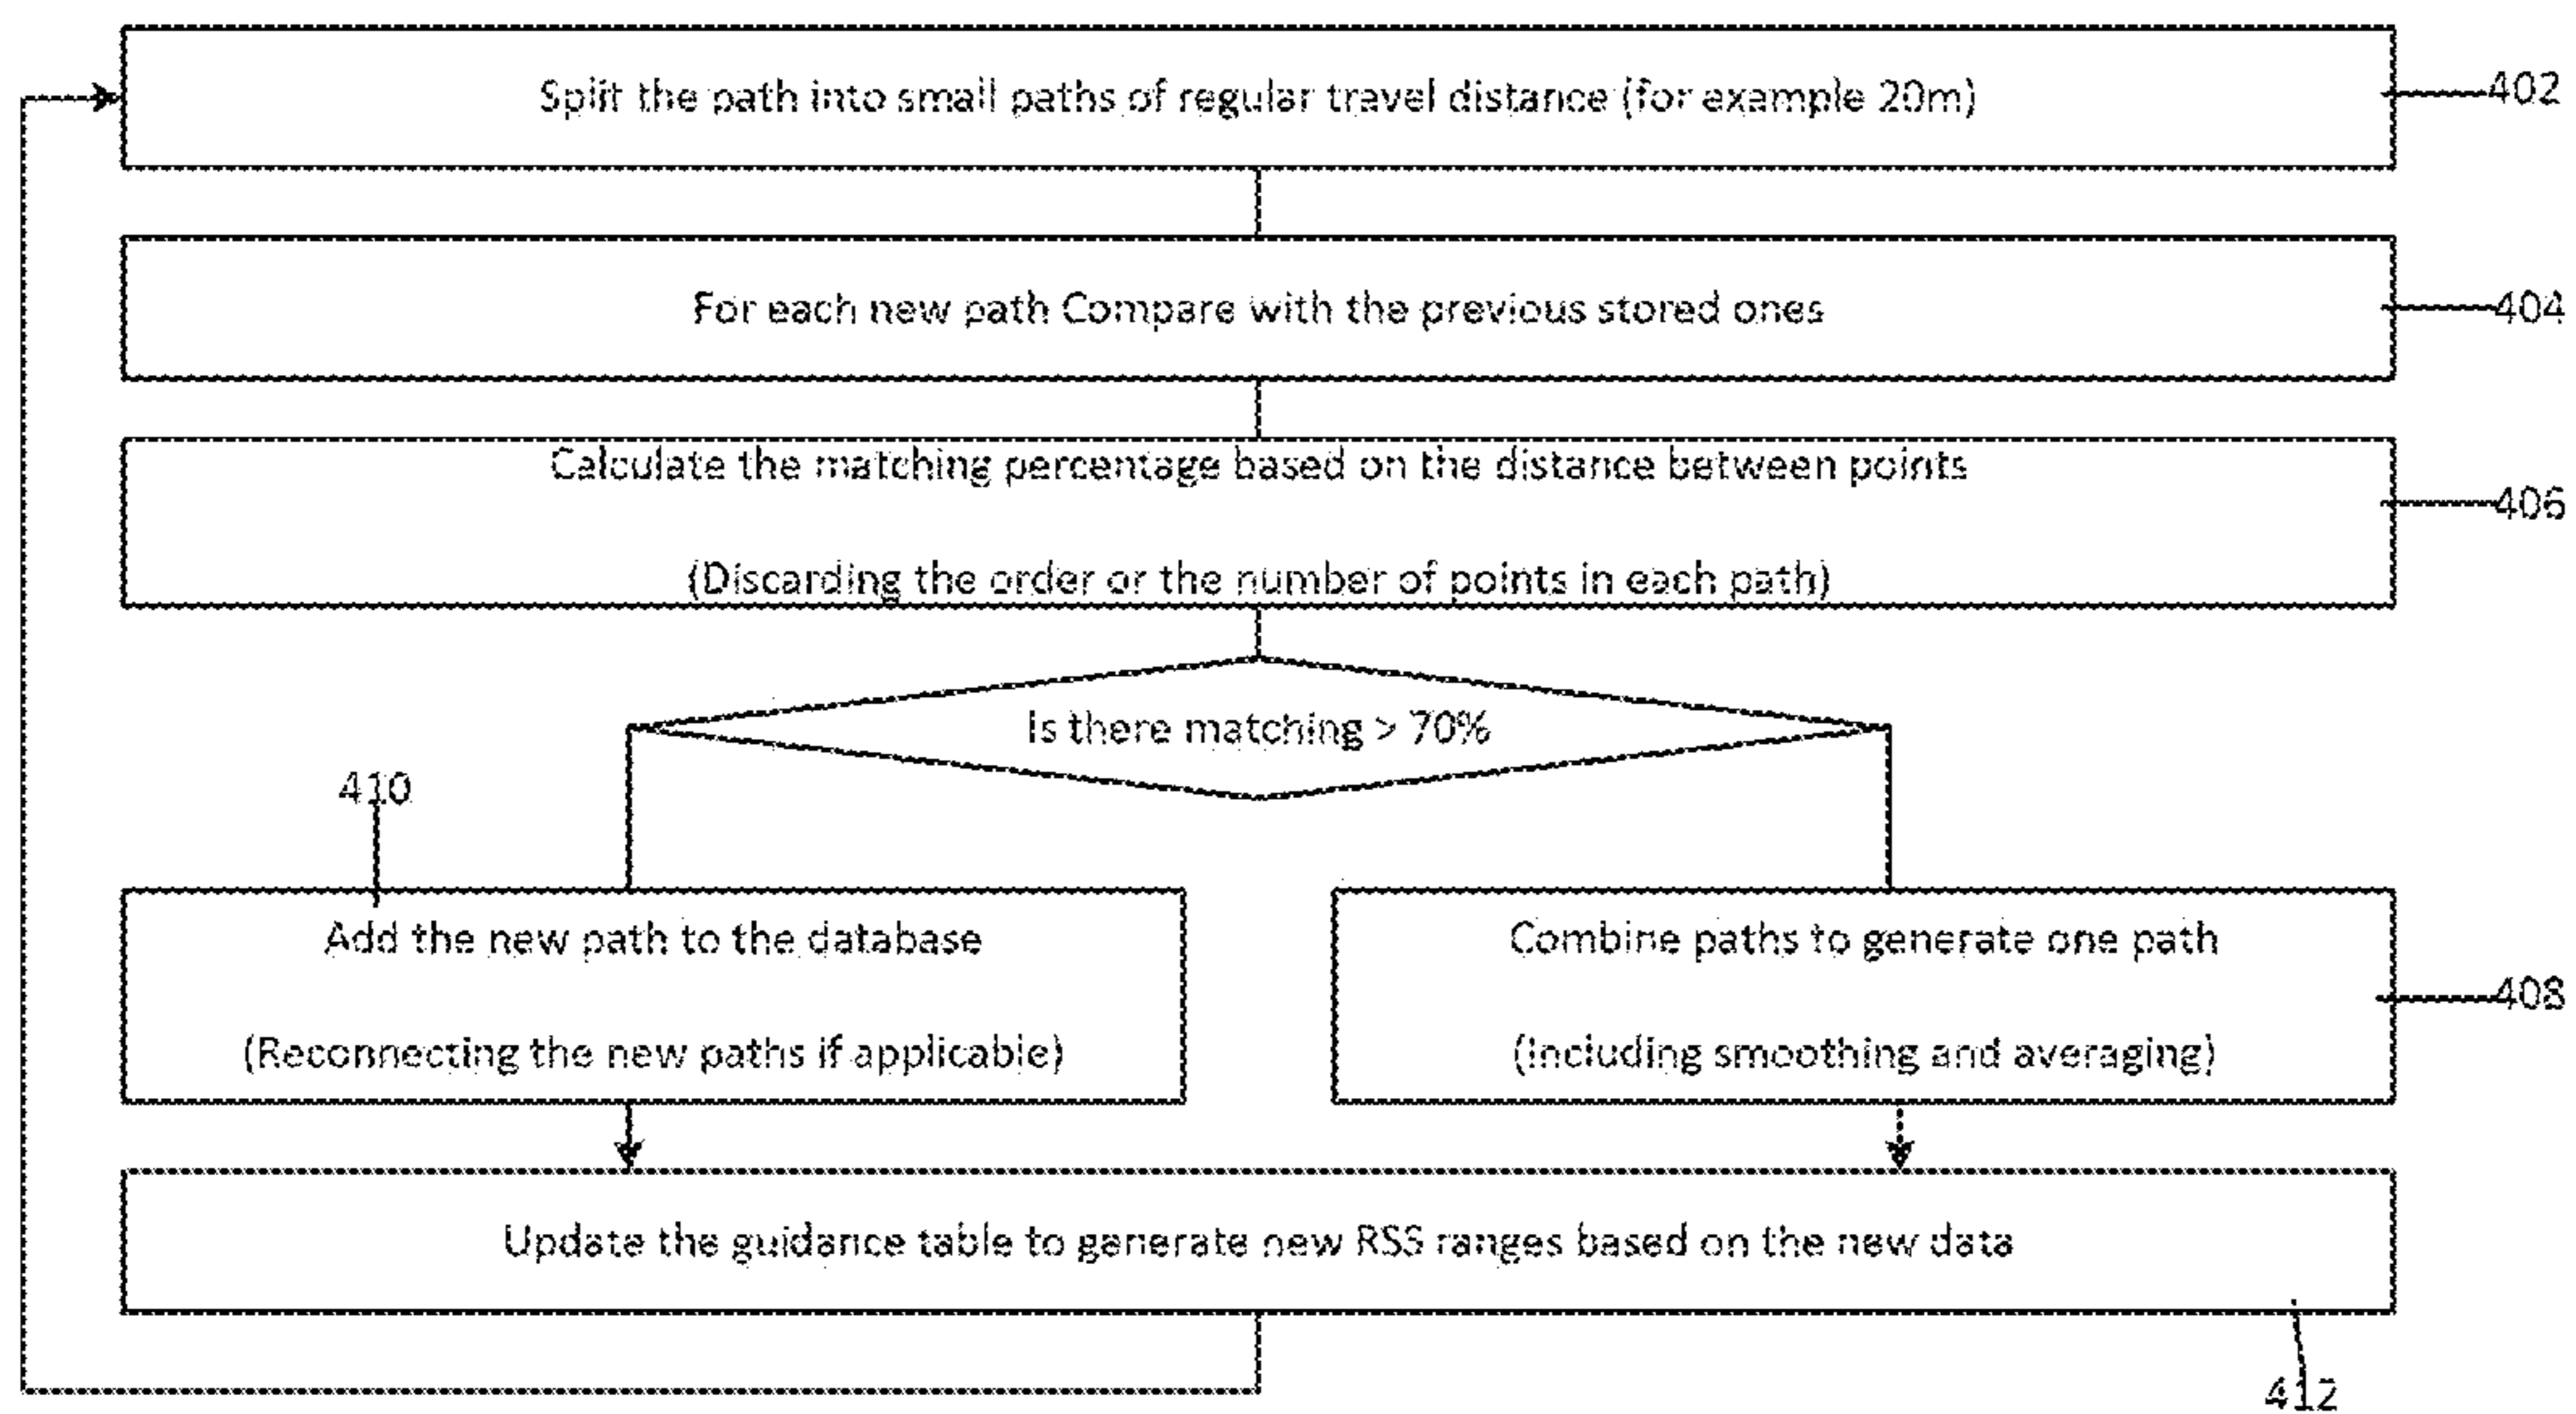 Split the path into small paths of regular travel distance (for example 20m)
402
For each new path Compare with the previous stored ones
404
Calculate the matching percentage based on the distance between points
406
(Discarding the order or the number of points in each path)
Is there matching > 70%
410
Add the new path to the database
(Reconnecting the new paths if applicable)
Combine paths to generate one path
(Including smoothing and averaging)
408
Update the guidance table to generate new RSS ranges based on the new data
412